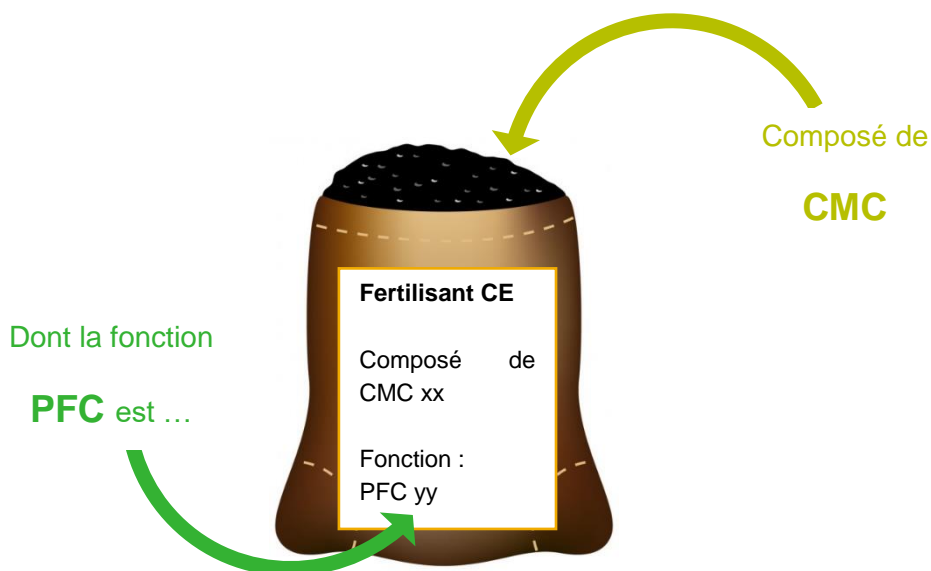 Composé de
CMC
Fertilisant CE
Composé de
CMC xx
Fonction :
PFC yy
Dont la fonction
PFC est …